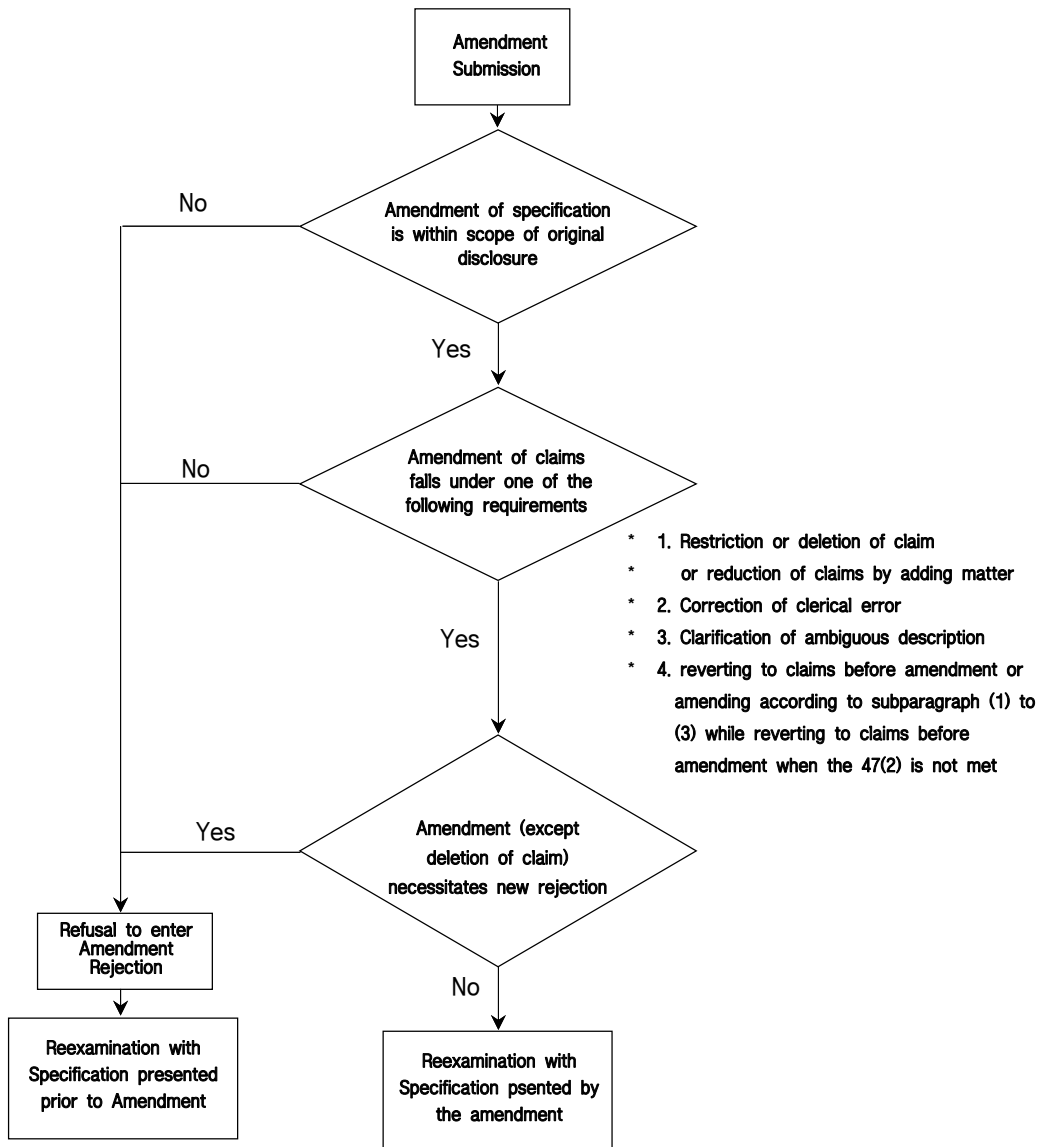 Amendment
Submission
No
Amendment of specification
is within scope of original
disclosure
Yes
No
Amendment of claims
falls under one of the
following requirements
* 1. Restriction or deletion of claim
* or reduction of claims by adding matter
* 2. Correction of clerical error
* 3. Clarification of ambiguous description
* 4. reverting to claims before amendment or
amending according to subparagraph (1) to
(3) while reverting to claims before
amendment when the 47(2) is not met
Yes
Yes
Amendment (except
deletion of claim)
necessitates new rejection
Refusal to enter
Amendment
Rejection
No
Reexamination with
Specification presented
prior to Amendment
Reexamination with
Specification psented by
the amendment